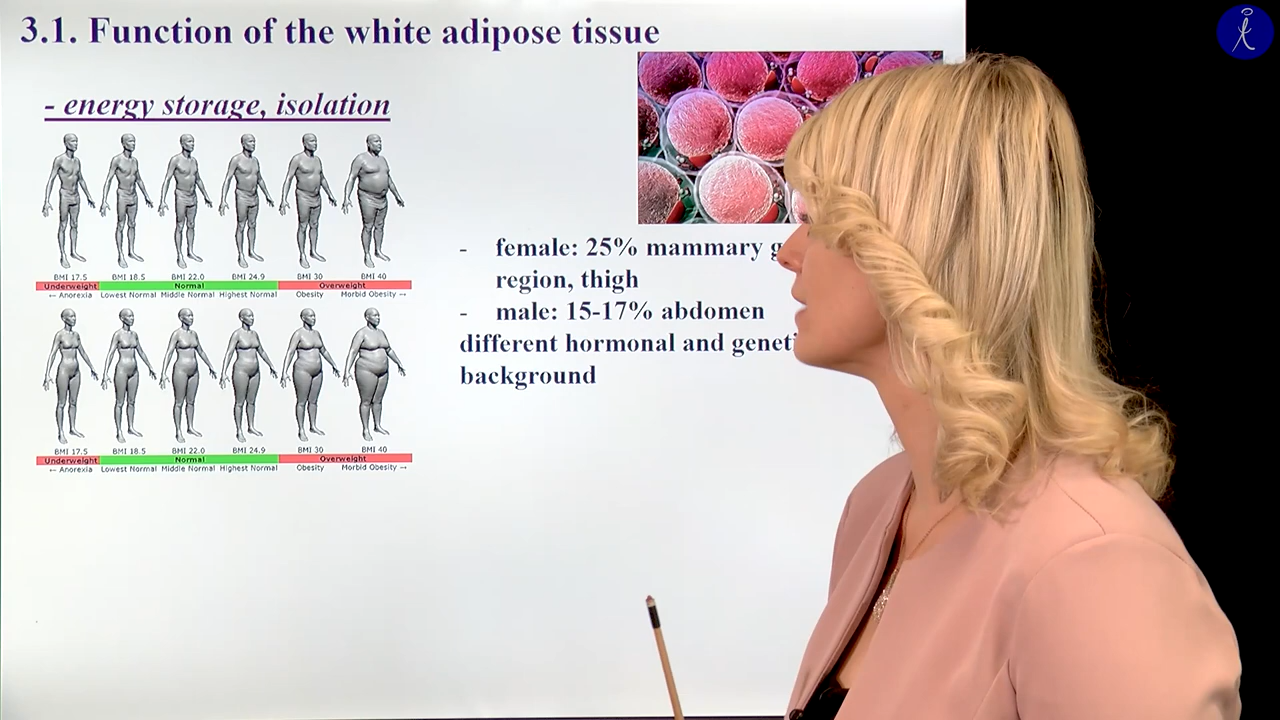 3.1. Function of the white adipose tissue
- energy storage, isolation
BMI 17.5 BMI 18.5 BMI 22.0 BMI 24.9 BMI 30 BMI 40
Underweight Normal Overweight
← Anorexia Lowest Normal Middle Normal Highest Normal Obesity Morbid Obesity →
BMI 17.5 BMI 18.5 BMI 22.0 BMI 24.9 BMI 30 BMI 40
Underweight Normal Overweight
← Anorexia Lowest Normal Middle Normal Highest Normal Obesity Morbid Obesity →
- female: 25% mammary
region, thigh
- male: 15-17% abdomen
different hormonal and
background